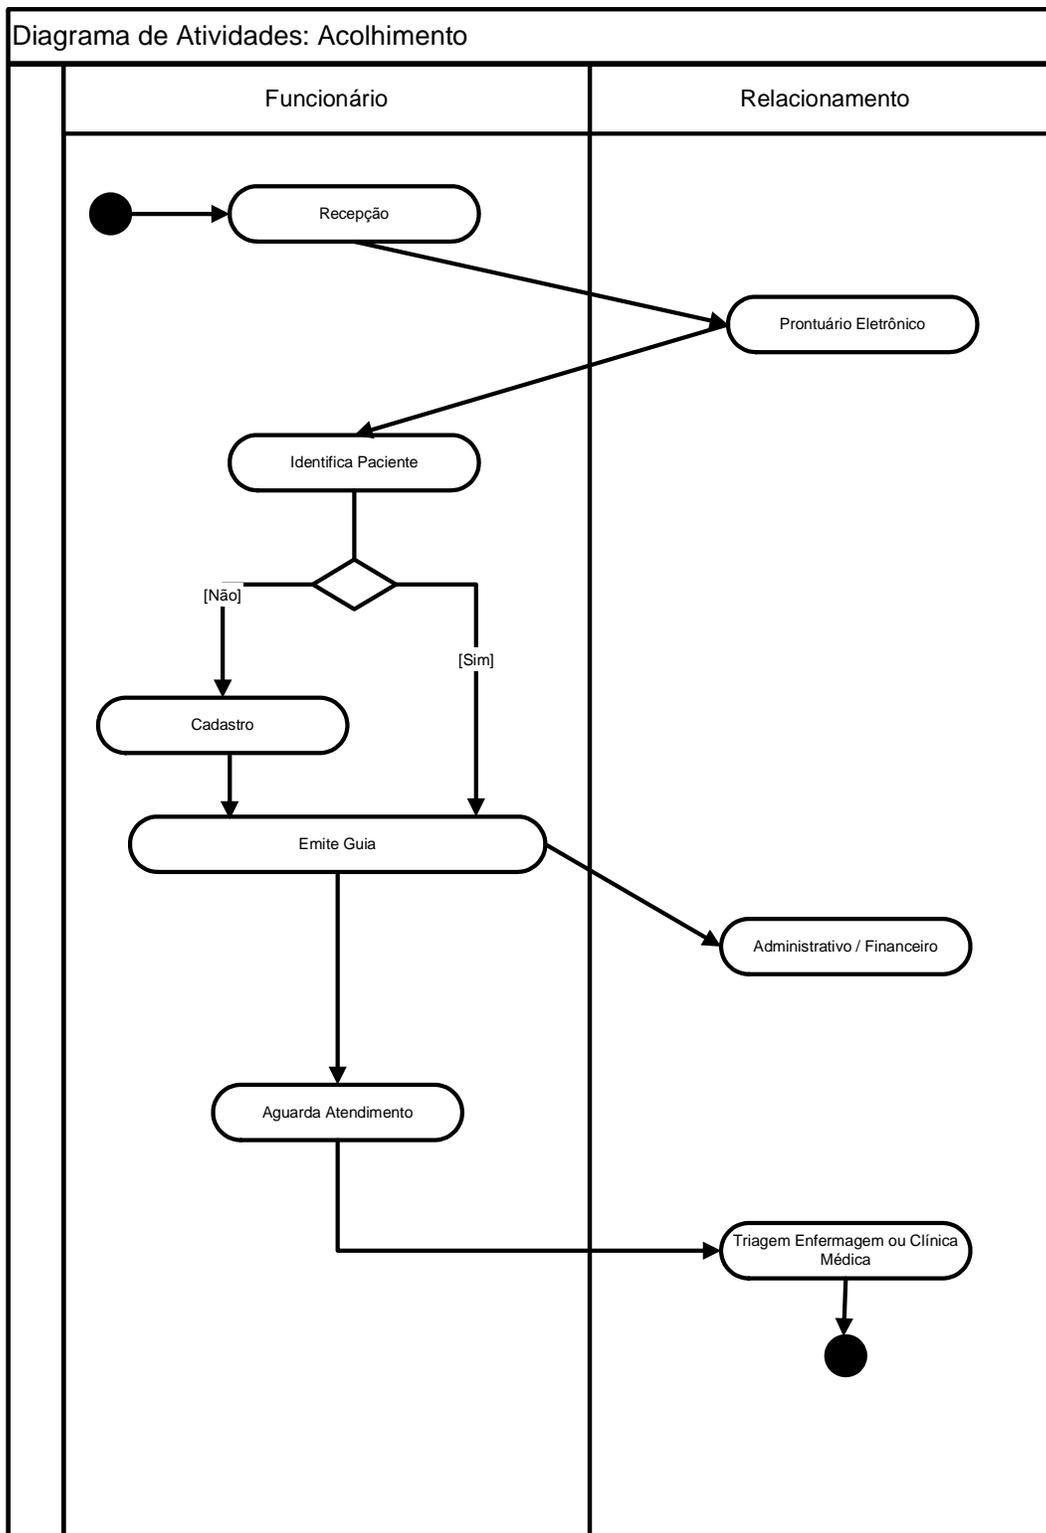 Diagrama de Atividades: Acolhimento
Funcionário
Relacionamento
Recepção
Prontuário Eletrônico
Identifica Paciente
[Não]
[Sim]
Cadastro
Emite Guia
Administrativo / Financeiro
Aguarda Atendimento
Triagem Enfermagem ou Clínica
Médica